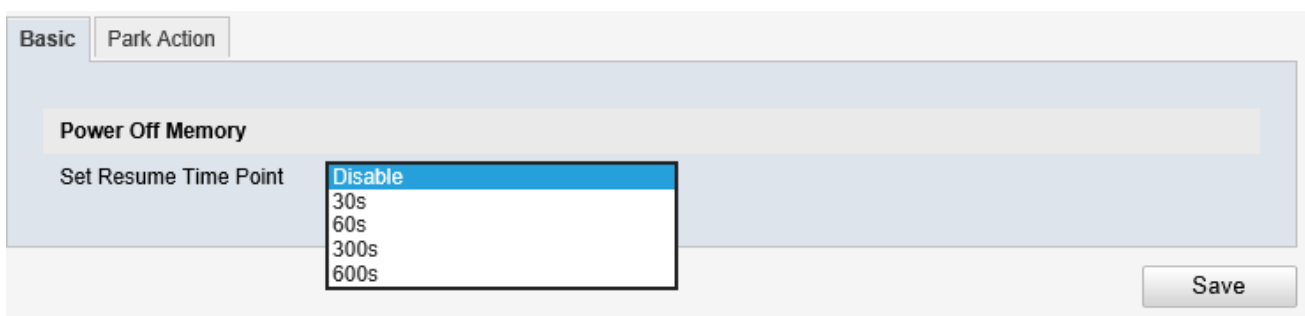 Basic Park Action
Power Off Memory
Set Resume Time Point Disable
30s
60s
300s
600s
Save